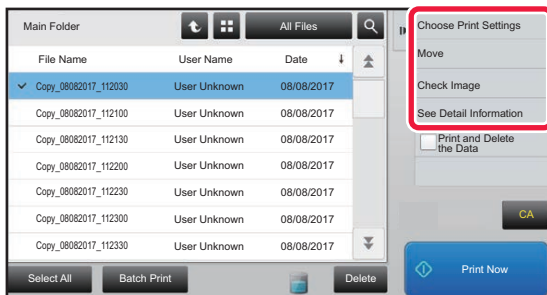 Main Folder
All Files
File Name User Name Date
Copy_08082017_112030 User Unknown 08/08/2017
Copy_08082017_112100 User Unknown 08/08/2017
Copy_08082017_112130 User Unknown 08/08/2017
Copy_08082017_112200 User Unknown 08/08/2017
Copy_08082017_112230 User Unknown 08/08/2017
Copy_08082017_112300 User Unknown 08/08/2017
Copy_08082017_112330 User Unknown 08/08/2017
Select All
Batch Print
Delete
Choose Print Settings
Move
Check Image
See Detail Information
Print and Delete
the Data
CA
Print Now